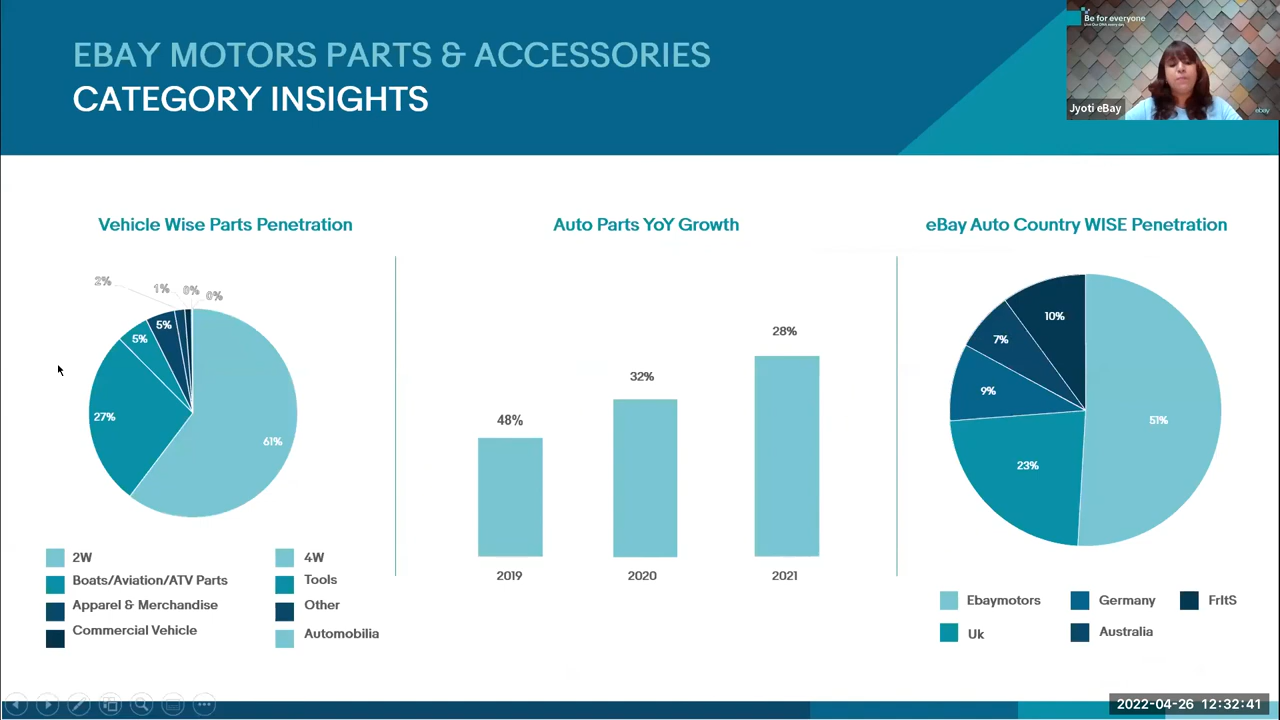 EBAY MOTORS PARTS & ACCESSORIES
CATEGORY INSIGHTS
Be for everyone
Jyoti eBay
ebay
Vehicle Wise Parts Penetration
2%
1%
0%
0%
5%
5%
27%
61%
2W
4W
Boats/Aviation/ATV Parts
Tools
Apparel & Merchandise
Other
Commercial Vehicle
Automobilia
Auto Parts YoY Growth
48%
32%
28%
2019
2020
2021
eBay Auto Country WISE Penetration
10%
7%
9%
51%
23%
Ebaymotors
Germany
FrItS
Uk
Australia
2022-04-26 12:32:41